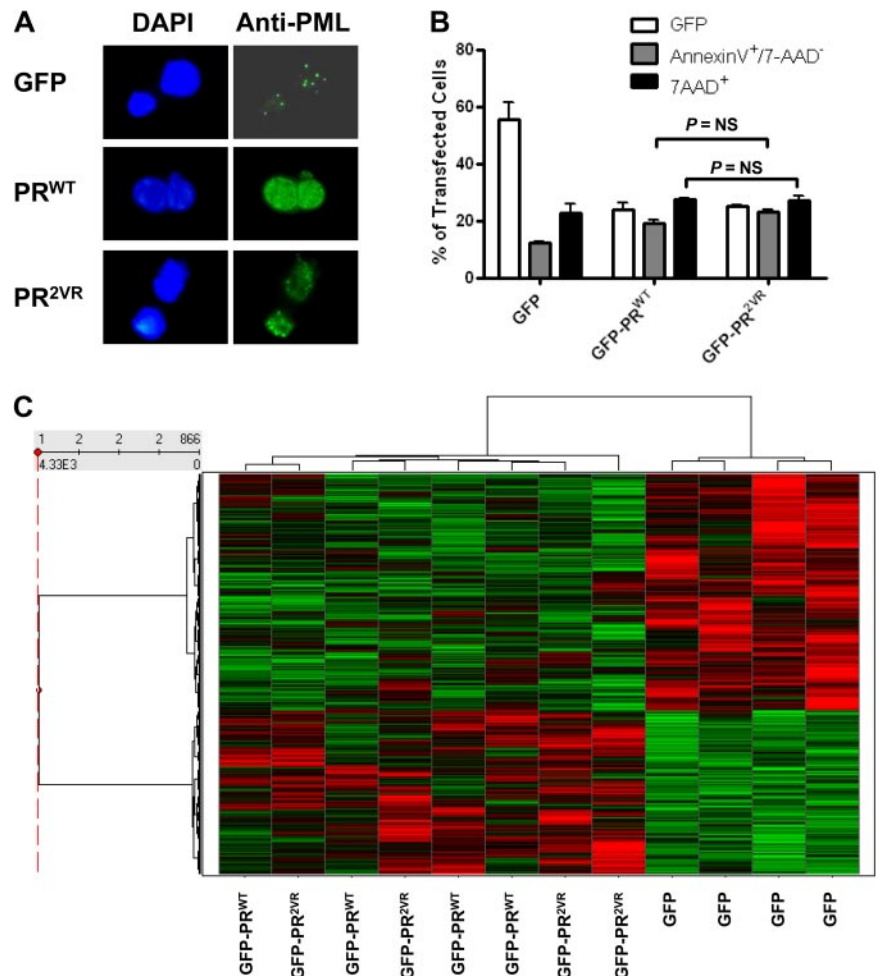 A
DAPI Anti-PML
GFP
PR^WT
PR^2VR
B
GFP
AnnexinV⁺/7-AAD⁻
7AAD⁺
% of Transfected Cells
80
60
40
20
0
P = NS
P = NS
GFP
GFP-PR^WT
GFP-PR^2VR
C
1 2 2 2 866
4.33E3 0
GFP-PR^WT GFP-PR^2VR GFP-PR^WT GFP-PR^2VR GFP-PR^WT GFP-PR^WT GFP-PR^2VR GFP-PR^2VR GFP GFP GFP GFP